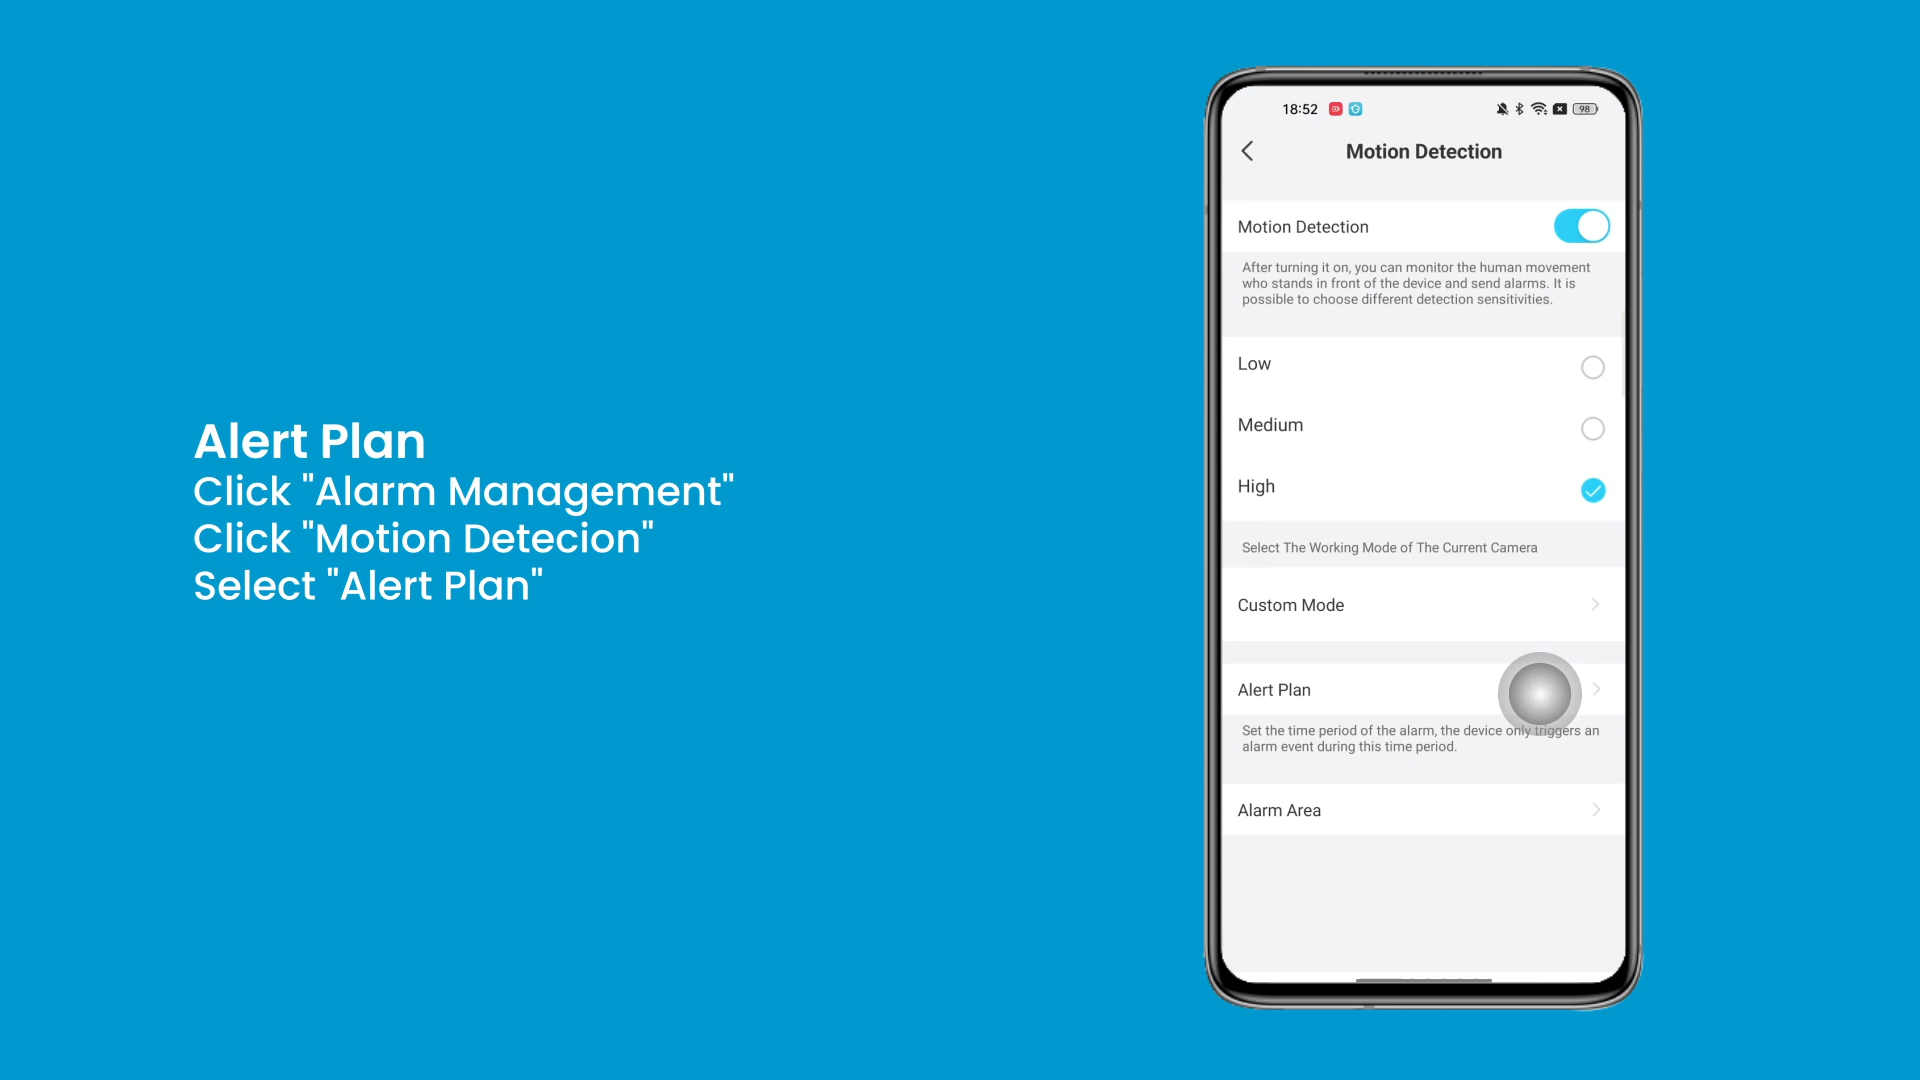 Alert Plan
Click "Alarm Management"
Click "Motion Detecion"
Select "Alert Plan"
18:52
98
Motion Detection
Motion Detection
After turning it on, you can monitor the human movement
who stands in front of the device and send alarms. It is
possible to choose different detection sensitivities.
Low
Medium
High
Select The Working Mode of The Current Camera
Custom Mode
Alert Plan
Set the time period of the alarm, the device only triggers an
alarm event during this time period.
Alarm Area